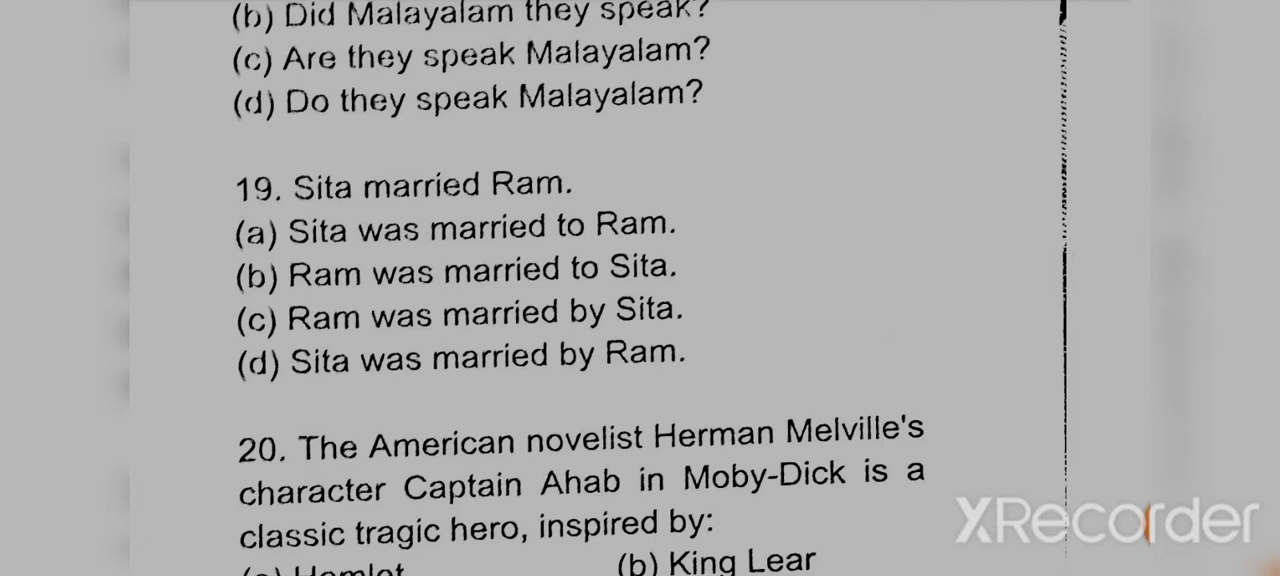 (b) Did Malayalam they speak?
(c) Are they speak Malayalam?
(d) Do they speak Malayalam?
19. Sita married Ram.
(a) Sita was married to Ram.
(b) Ram was married to Sita.
(c) Ram was married by Sita.
(d) Sita was married by Ram.
20. The American novelist Herman Melville's
character Captain Ahab in Moby-Dick is a
classic tragic hero, inspired by:
(a) Hamlet (b) King Lear
XRecorder